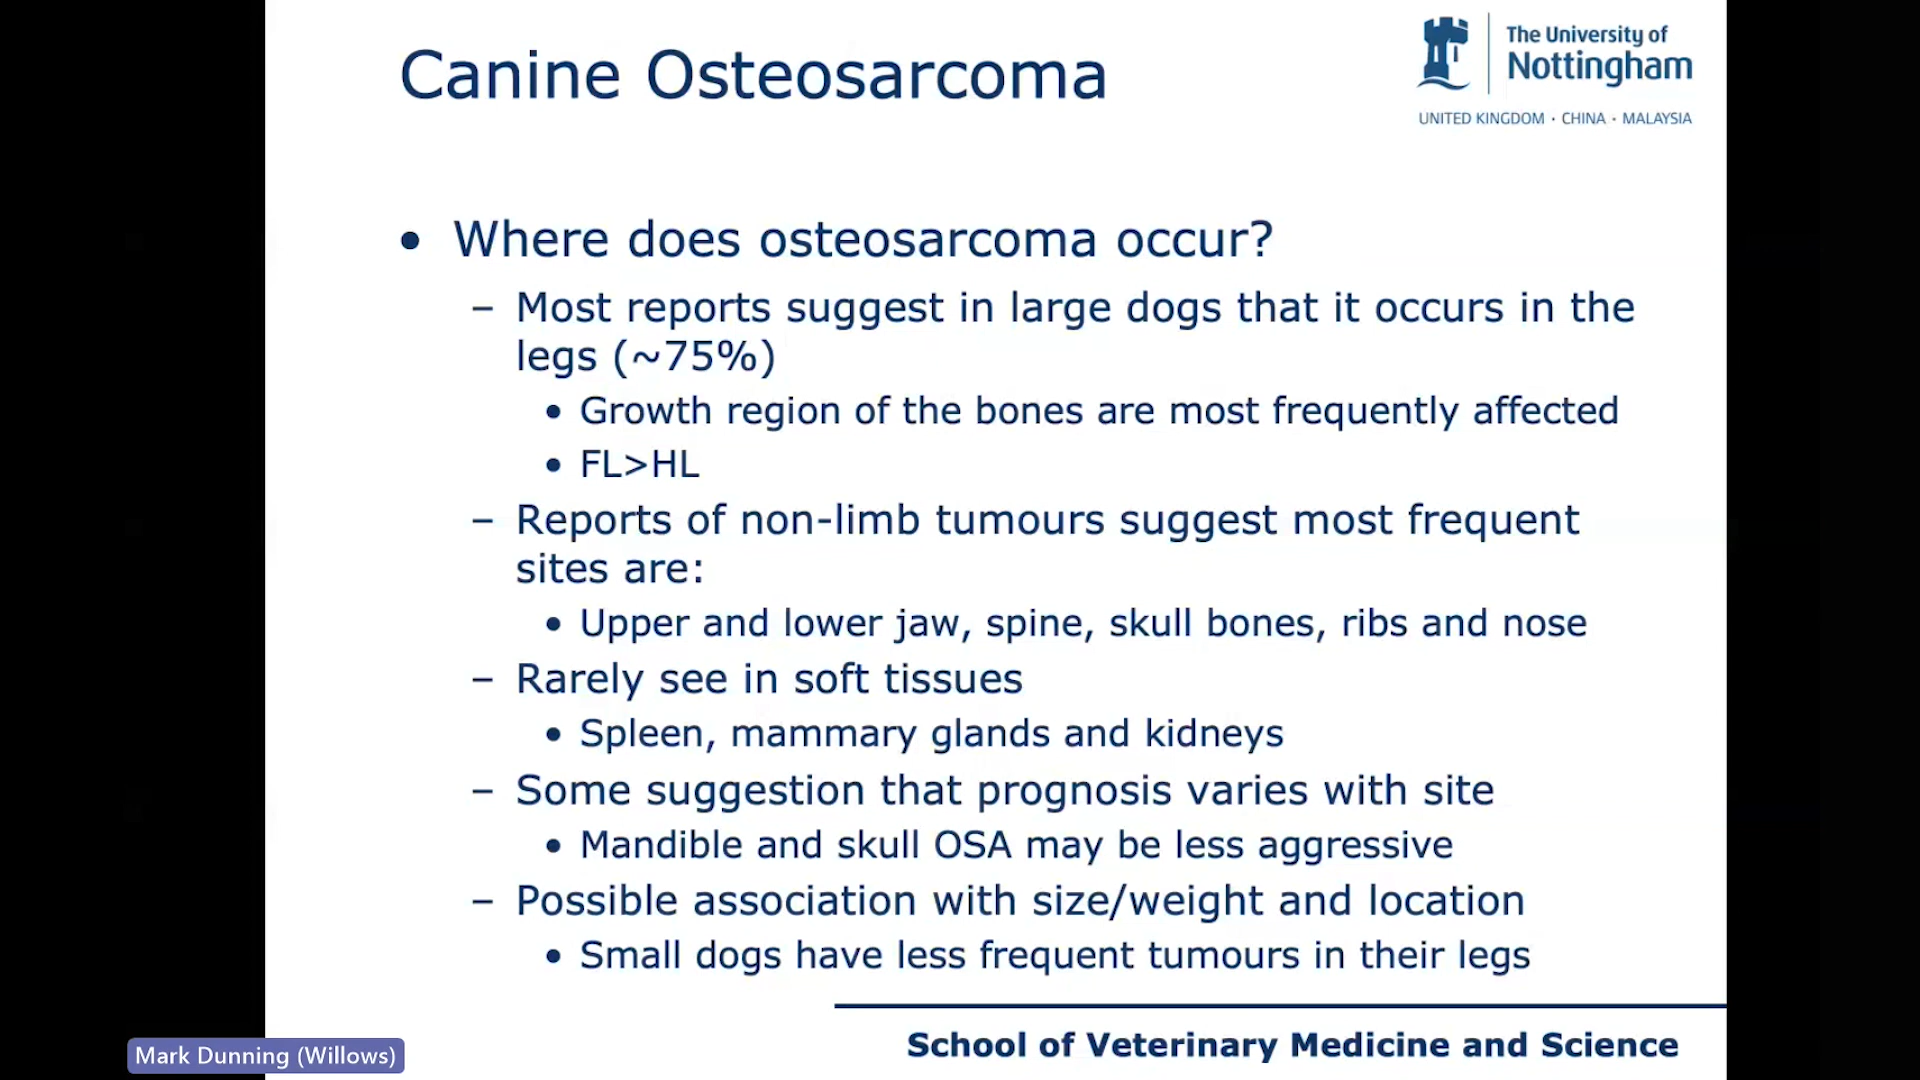 Canine Osteosarcoma
The University of
Nottingham
UNITED KINGDOM · CHINA · MALAYSIA
• Where does osteosarcoma occur?
– Most reports suggest in large dogs that it occurs in the
legs (~75%)
• Growth region of the bones are most frequently affected
• FL>HL
– Reports of non-limb tumours suggest most frequent
sites are:
• Upper and lower jaw, spine, skull bones, ribs and nose
– Rarely see in soft tissues
• Spleen, mammary glands and kidneys
– Some suggestion that prognosis varies with site
• Mandible and skull OSA may be less aggressive
– Possible association with size/weight and location
• Small dogs have less frequent tumours in their legs
School of Veterinary Medicine and Science
Mark Dunning (Willows)